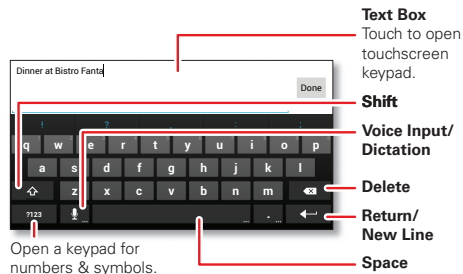 Text Box
Touch to open
touchscreen
keypad.
Dinner at Bistro Fanta
Done
Shift
! ? , : ;
q w e r t y u i o p
Voice Input/
Dictation
a s d f g h j k l
z x c v b n m
Delete
?123 ... ... . ...
Return/
New Line
Open a keypad for
numbers & symbols.
Space